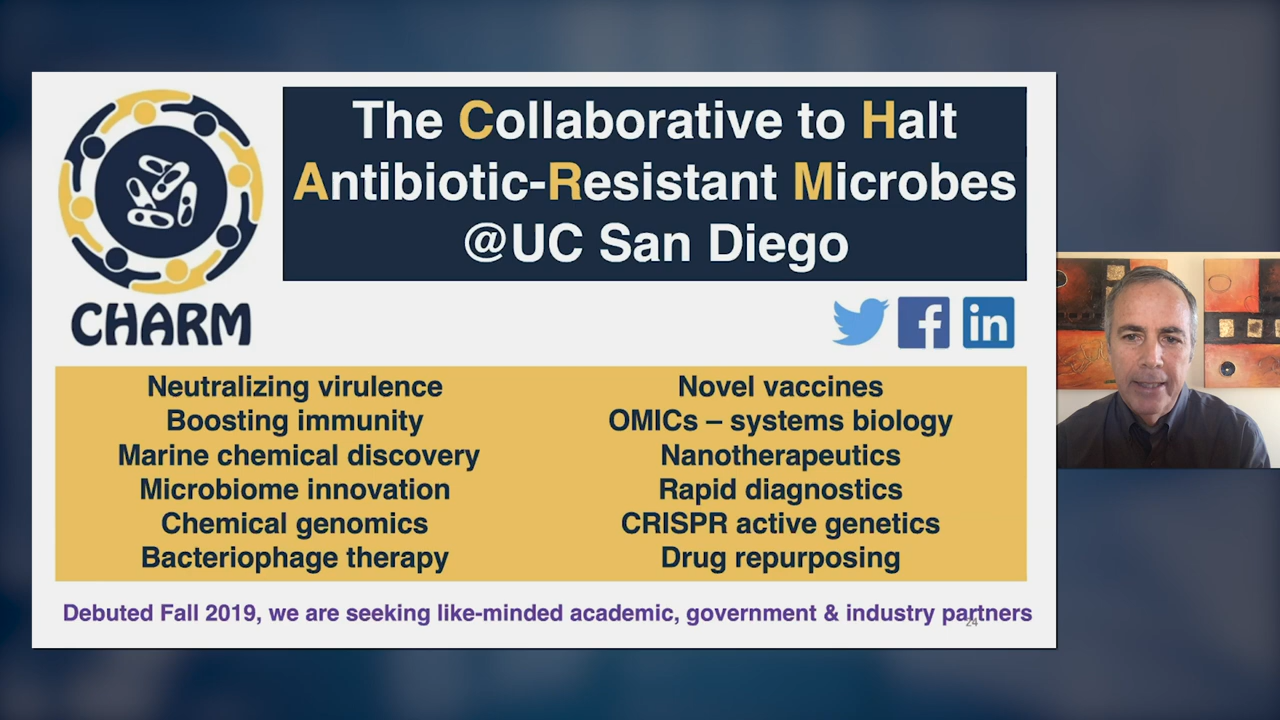 The Collaborative to Halt
Antibiotic-Resistant Microbes
@UC San Diego
CHARM
Neutralizing virulence
Boosting immunity
Marine chemical discovery
Microbiome innovation
Chemical genomics
Bacteriophage therapy
Novel vaccines
OMICs – systems biology
Nanotherapeutics
Rapid diagnostics
CRISPR active genetics
Drug repurposing
Debuted Fall 2019, we are seeking like-minded academic, government & industry partners
24